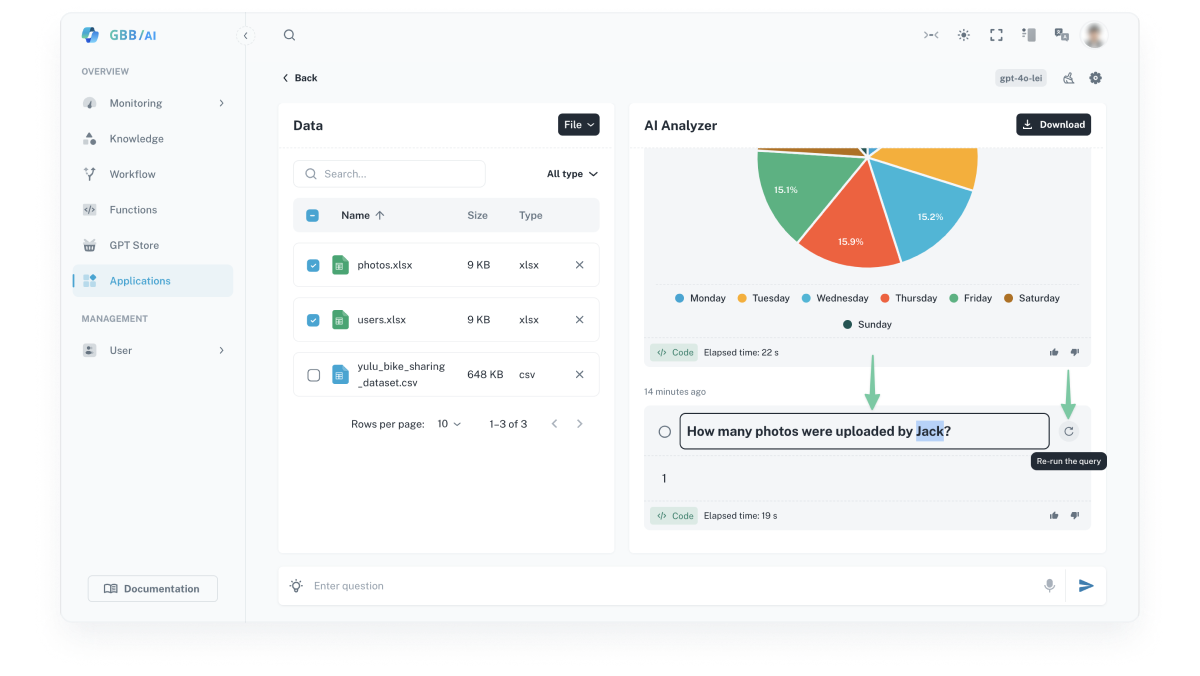 GBB/AI
OVERVIEW
Monitoring
Knowledge
Workflow
Functions
GPT Store
Applications
MANAGEMENT
User
Documentation
Back
gpt-4o-lei
Data
File
Search...
All type
Name Size Type
photos.xlsx 9 KB xlsx
users.xlsx 9 KB xlsx
yulu_bike_sharing
_dataset.csv 648 KB csv
Rows per page: 10 1–3 of 3
AI Analyzer
Download
15.1%
15.2%
15.9%
Monday Tuesday Wednesday Thursday Friday Saturday
Sunday
</> Code Elapsed time: 22 s
14 minutes ago
How many photos were uploaded by Jack?
Re-run the query
1
</> Code Elapsed time: 19 s
Enter question